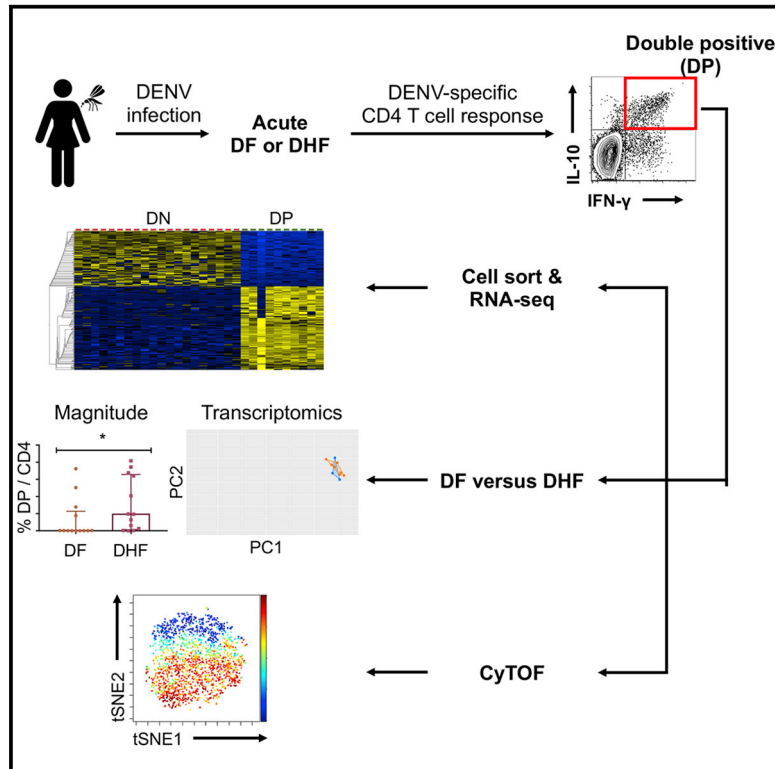 Double positive
(DP)
DENV
infection
Acute
DF or DHF
DENV-specific
CD4 T cell response
IL-10
IFN-γ
DN
DP
Cell sort &
RNA-seq
Magnitude
Transcriptomics
*
% DP / CD4
DF
DHF
PC2
PC1
DF versus DHF
tSNE2
tSNE1
CyTOF